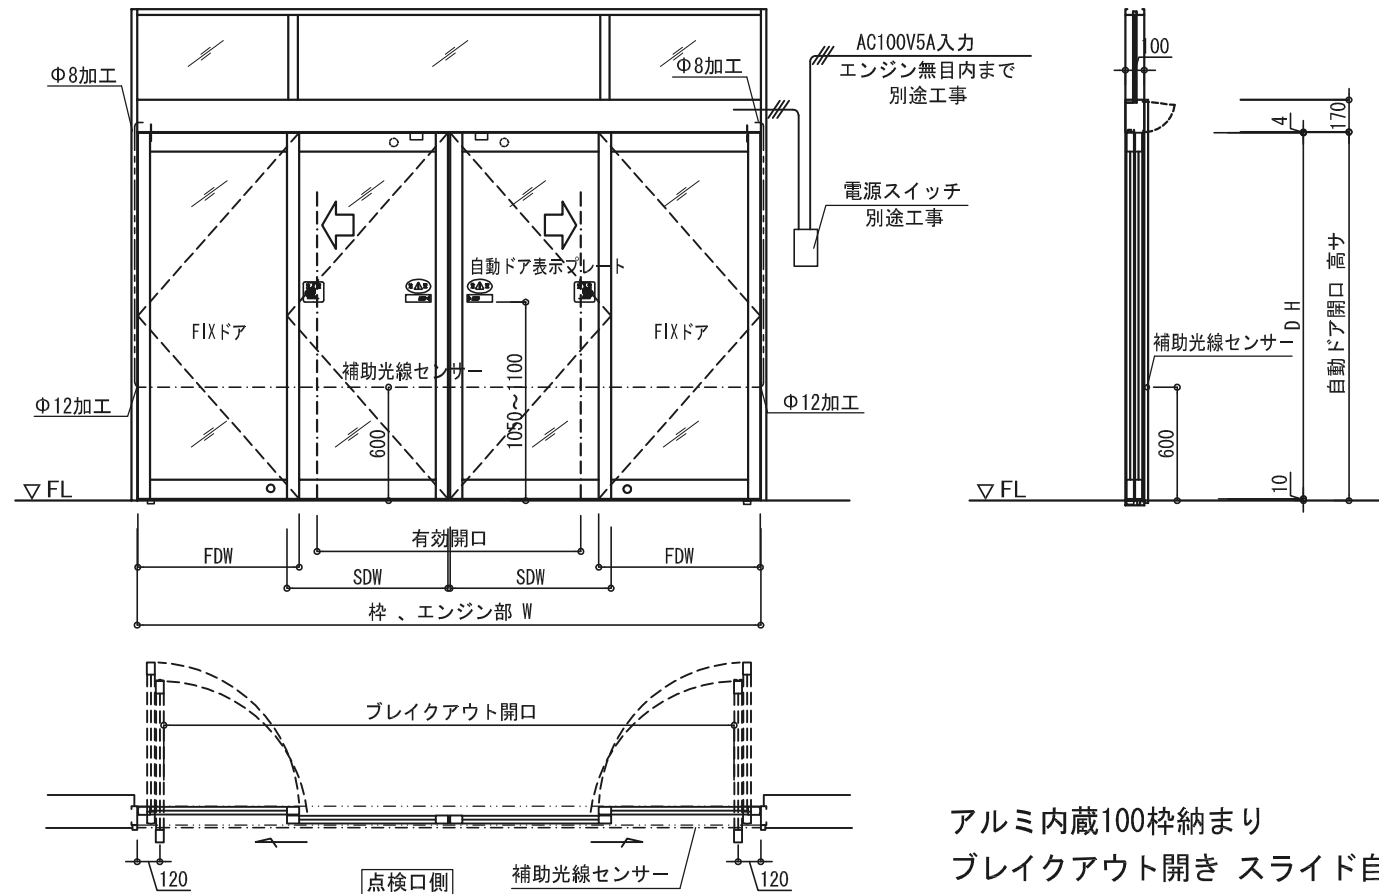 Φ8加工
Φ8加工
AC100V5A入力
エンジン無目内まで
別途工事
電源スイッチ
別途工事
自動ドア表示プレート
FIXドア
FIXドア
補助光線センサー
Φ12加工
Φ12加工
600
1050～1100
▽FL
有効開口
FDW
FDW
SDW
SDW
枠 、エンジン部 W
100
4
170
DH
自動ドア開口 高サ
補助光線センサー
600
10
▽FL
ブレイクアウト開口
120
点検口側
補助光線センサー
120
アルミ内蔵100枠納まり
ブレイクアウト開き スライド自